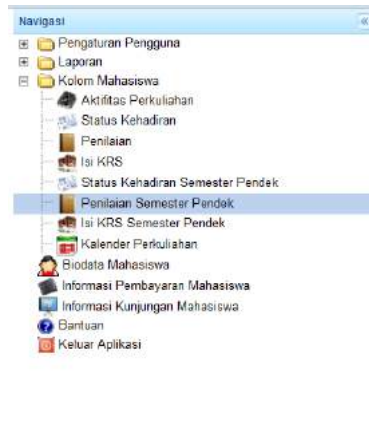 Navigasi
Pengaturan Pengguna
Laporan
Kolom Mahasiswa
Aktifitas Perkuliahan
Status Kehadiran
Penilaian
Isi KRS
Status Kehadiran Semester Pendek
Penilaian Semester Pendek
Isi KRS Semester Pendek
Kalender Perkuliahan
Biodata Mahasiswa
Informasi Pembayaran Mahasiswa
Informasi Kunjungan Mahasiswa
Bantuan
Keluar Aplikasi